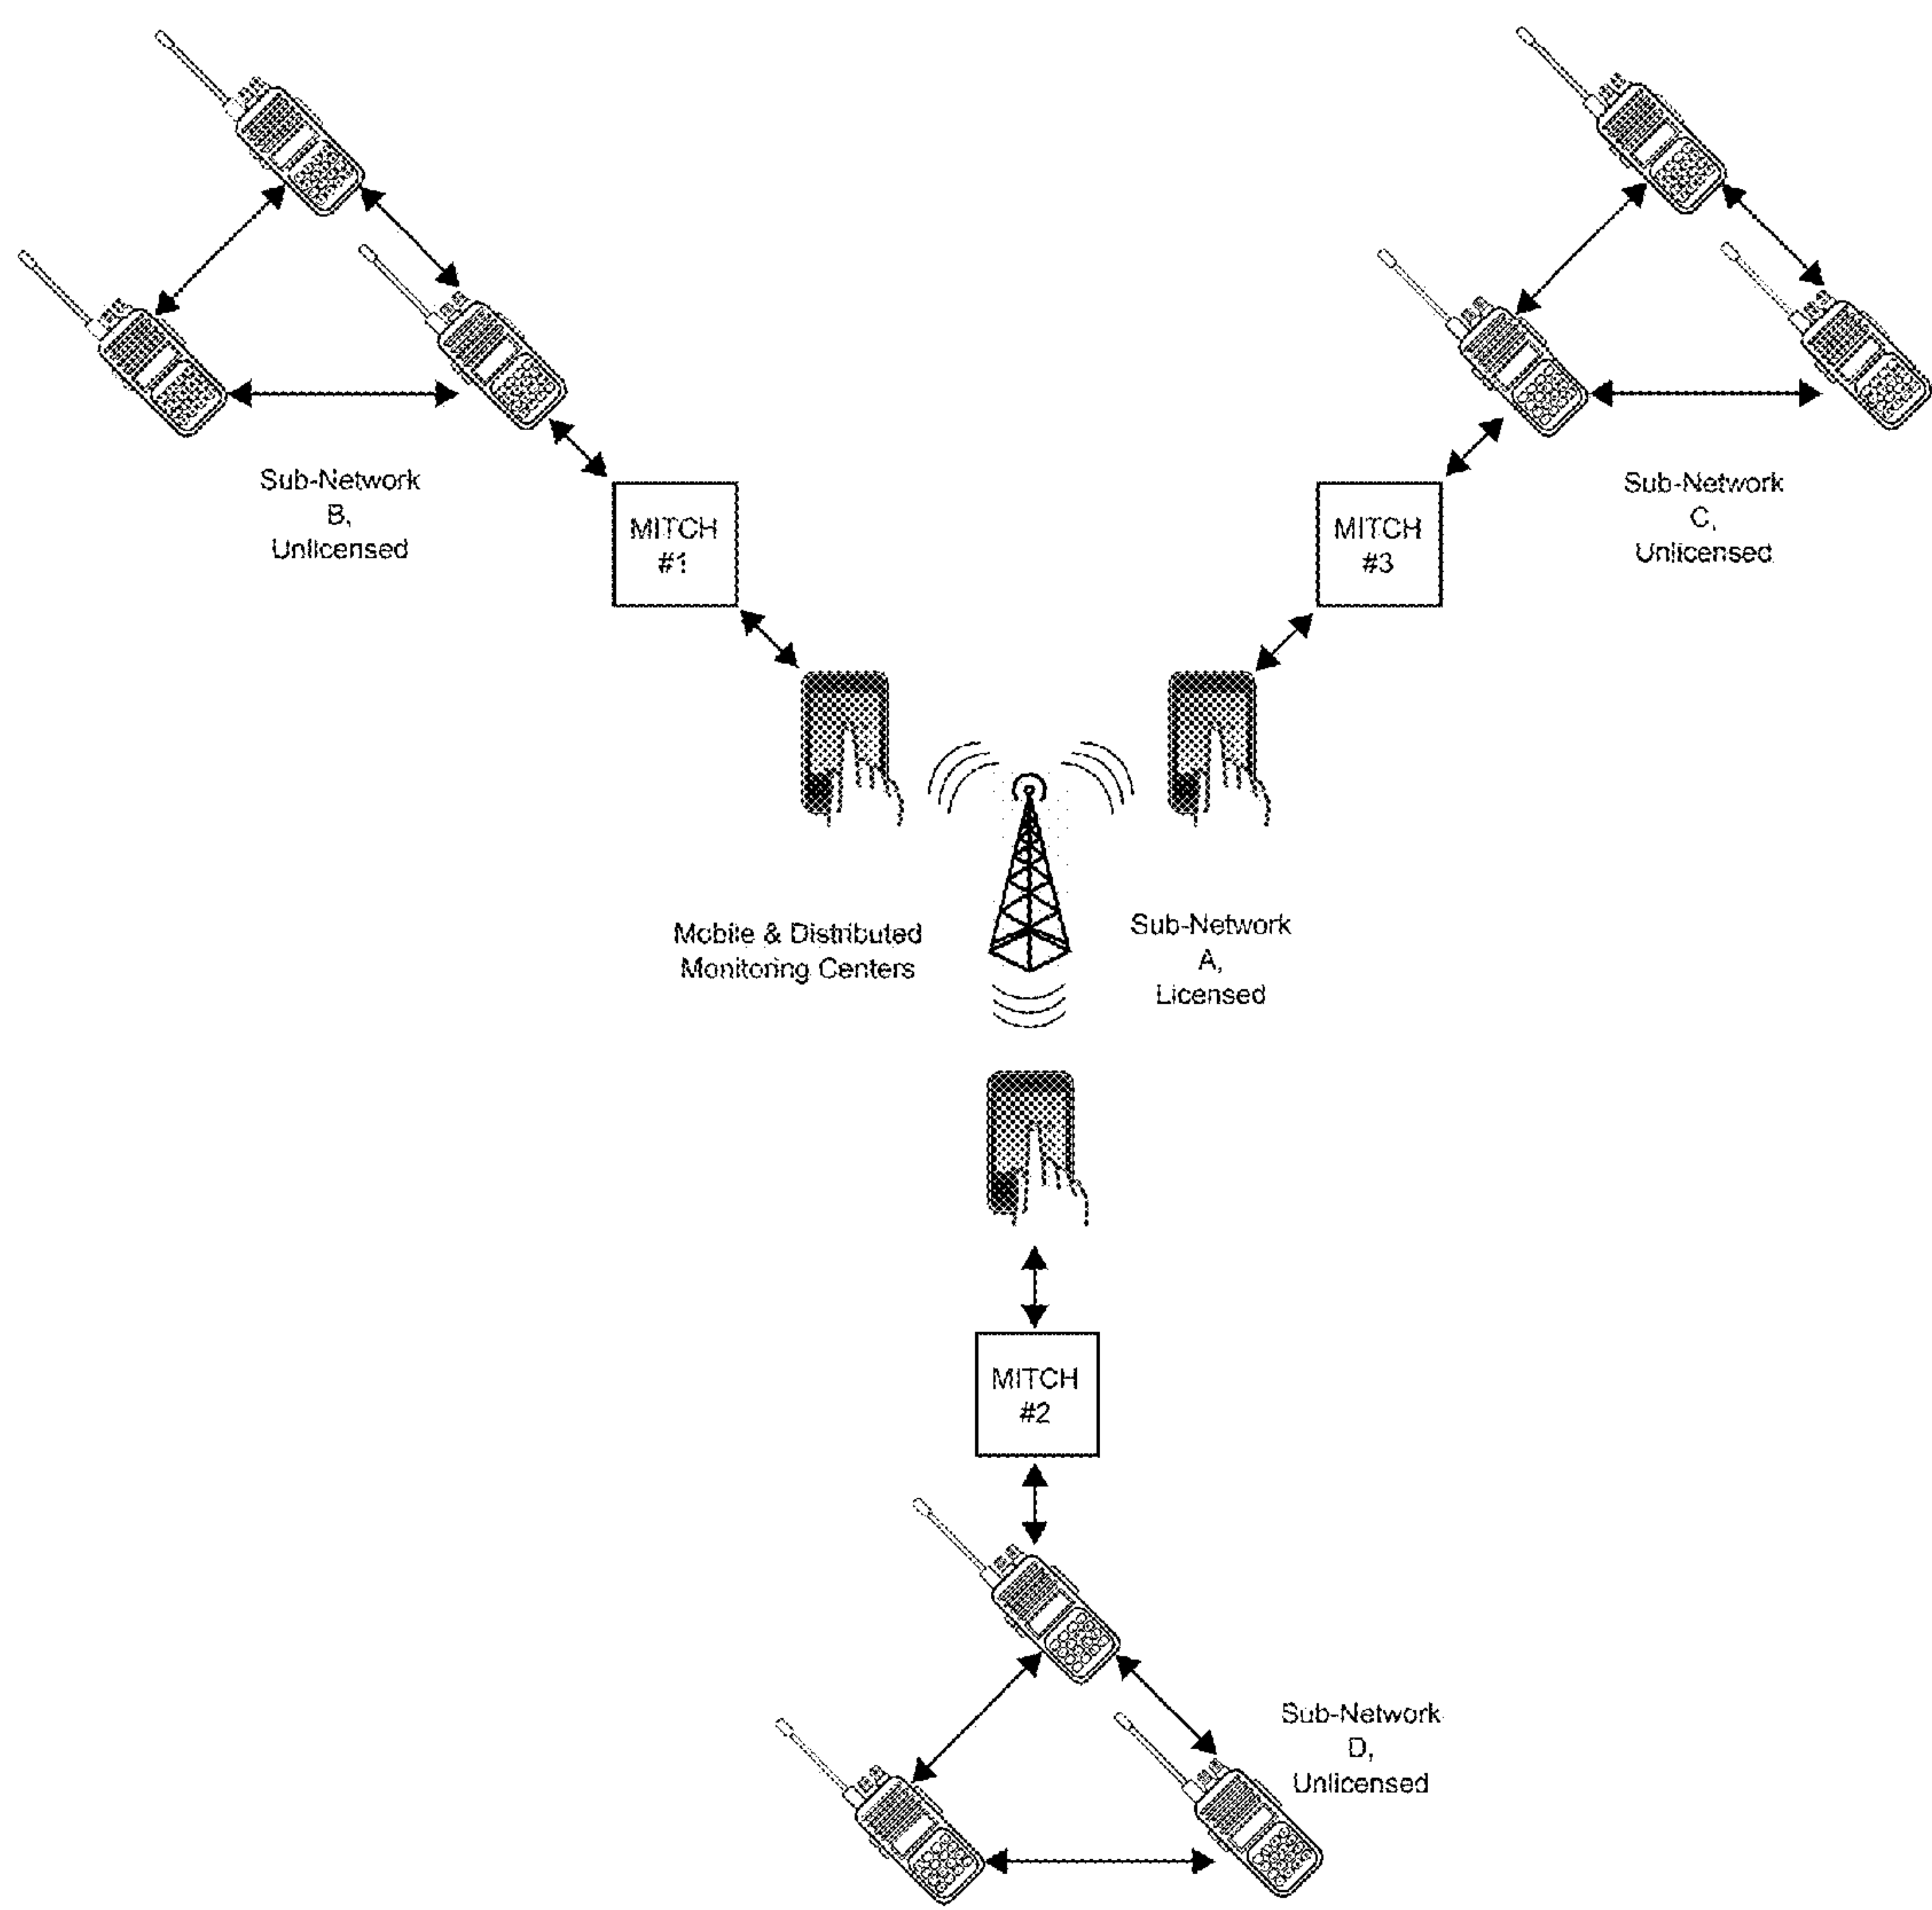 Sub-Network
B,
Unlicensed
MITCH
#1
MITCH
#3
Sub-Network
C,
Unlicensed
Mobile & Distributed
Monitoring Centers
Sub-Network
A,
Licensed
MITCH
#2
Sub-Network
D,
Unlicensed